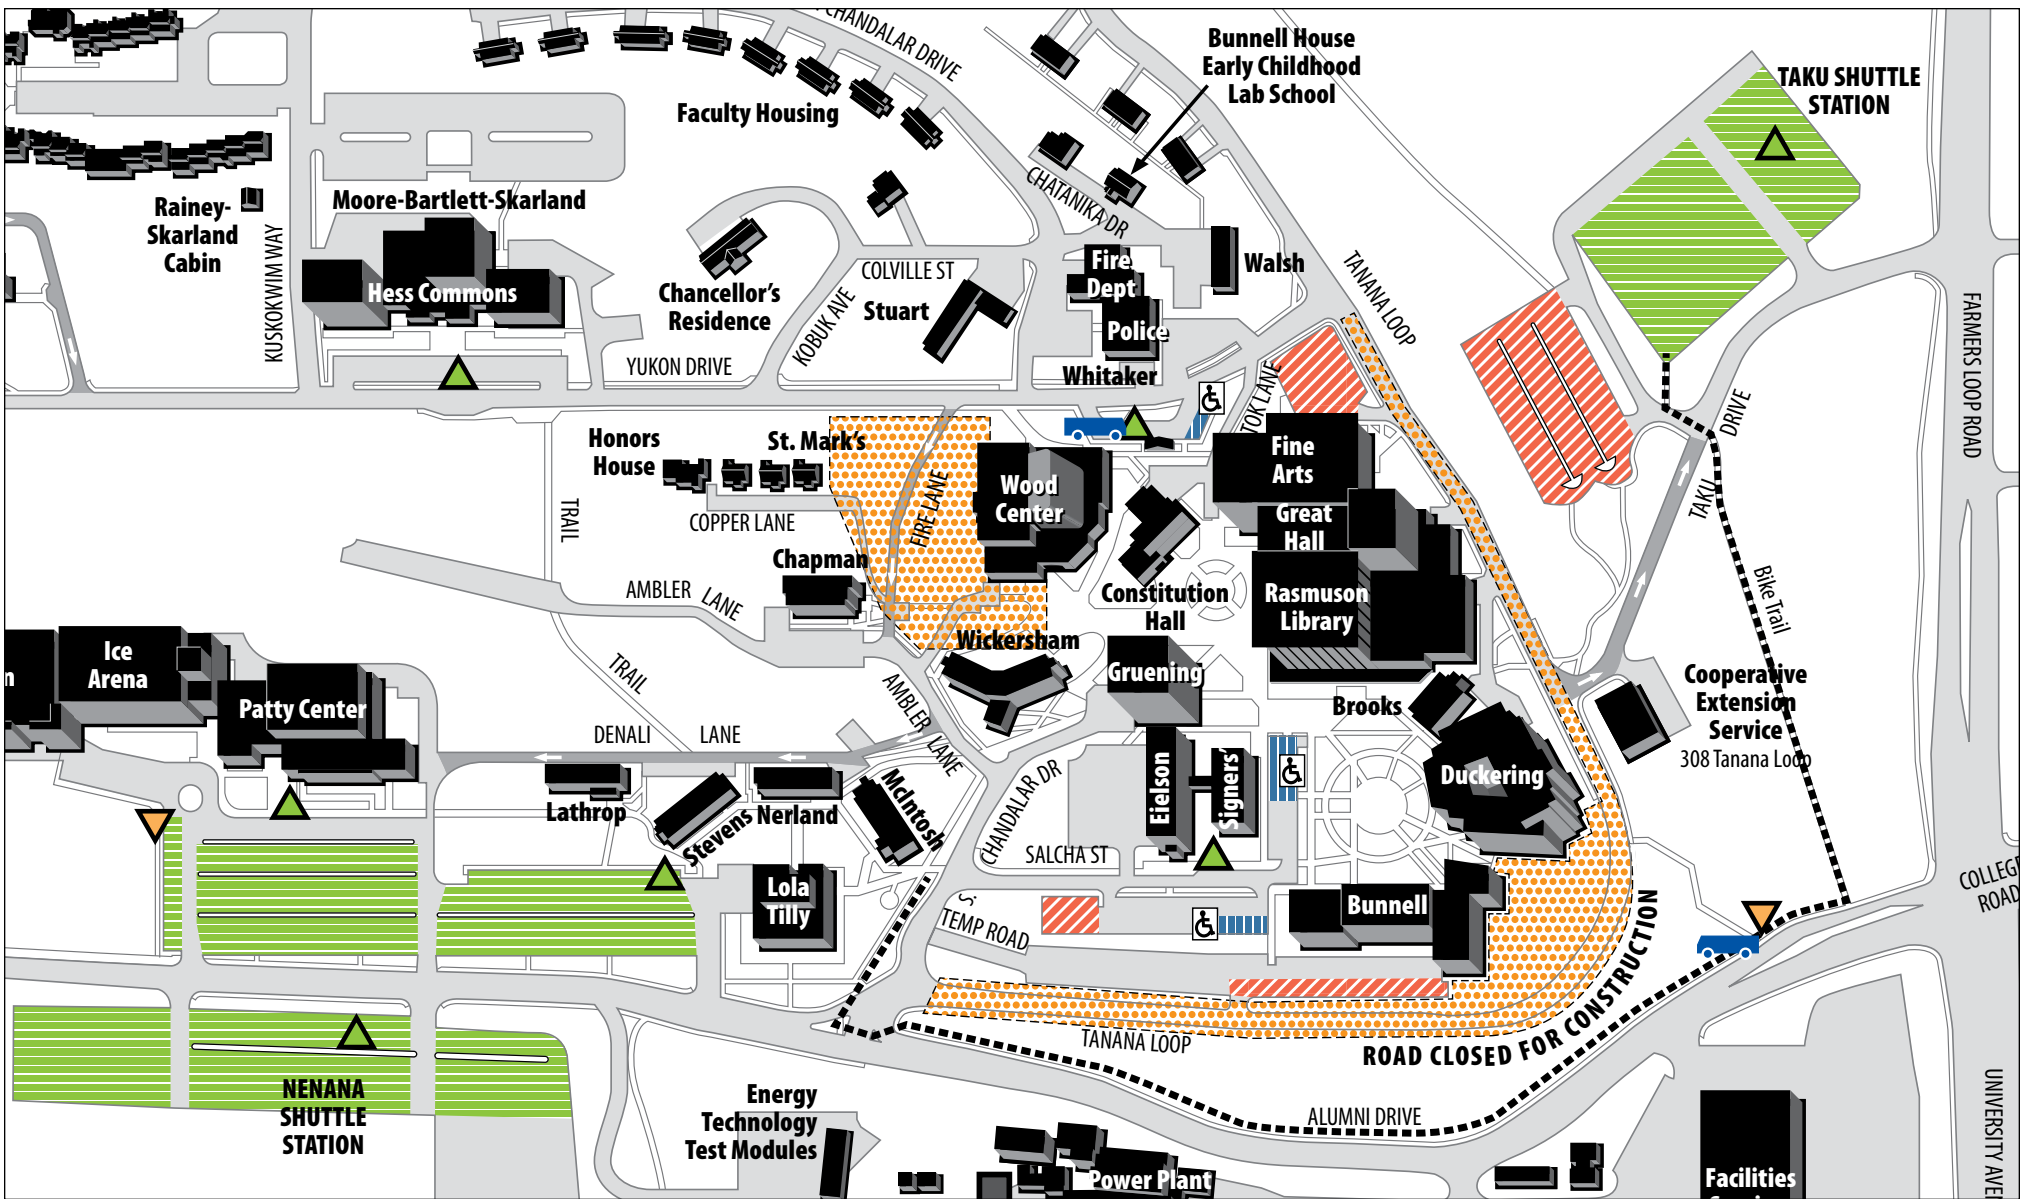 CHANDALAR DRIVE
Bunnell House
Early Childhood
Lab School
TAKU SHUTTLE
STATION
Faculty Housing
Rainey-
Skarland
Cabin
Moore-Bartlett-Skarland
KUSKOKWIM WAY
Hess Commons
Chancellor's
Residence
COLVILLE ST
KOBUK AVE
Stuart
CHATANIKA DR
Fire
Dept
Police
Whitaker
Walsh
TANANA LOOP
YUKON DRIVE
FARMERS LOOP ROAD
TOK LANE
Honors
House
St. Mark's
COPPER LANE
FIRE LANE
Wood
Center
Fine
Arts
Great
Hall
TAKU DRIVE
Bike Trail
TRAIL
Chapman
AMBLER LANE
Constitution
Hall
Rasmuson
Library
Wickersham
Gruening
Ice
Arena
n
Patty Center
TRAIL
DENALI LANE
AMBLER LANE
Brooks
Cooperative
Extension
Service
308 Tanana Loop
Duckering
Eielson
Signers'
Lathrop
Stevens
Nerland
McIntosh
CHANDALAR DR
SALCHA ST
Lola
Tilly
S.
TEMP ROAD
Bunnell
COLLEGE
ROAD
ROAD CLOSED FOR CONSTRUCTION
TANANA LOOP
NENANA
SHUTTLE
STATION
Energy
Technology
Test Modules
ALUMNI DRIVE
Power Plant
Facilities
UNIVERSITY AVE